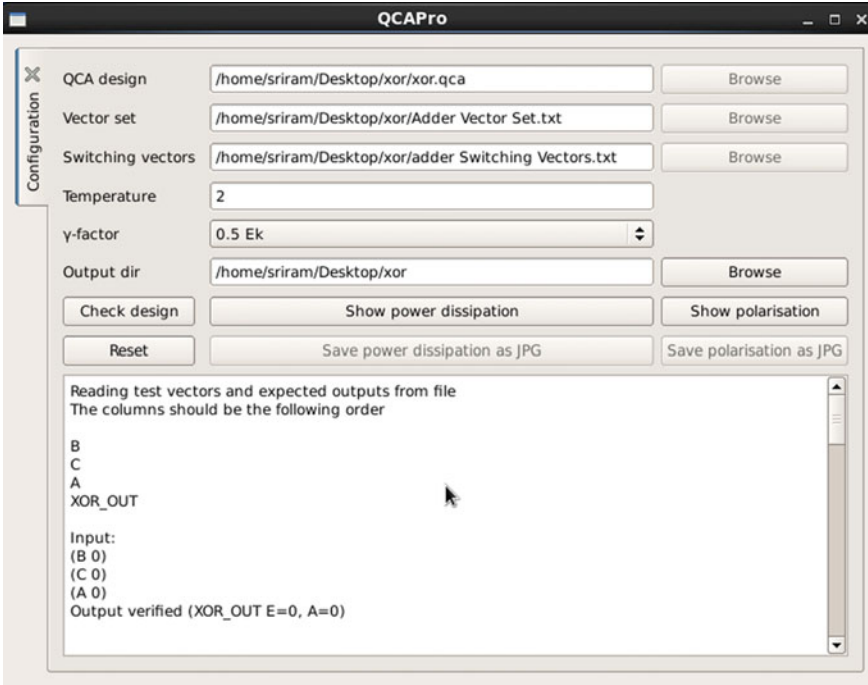 QCAPro
Configuration
QCA design /home/sriram/Desktop/xor/xor.qca Browse
Vector set /home/sriram/Desktop/xor/Adder Vector Set.txt Browse
Switching vectors /home/sriram/Desktop/xor/adder Switching Vectors.txt Browse
Temperature 2
γ-factor 0.5 Ek
Output dir /home/sriram/Desktop/xor Browse
Check design Show power dissipation Show polarisation
Reset Save power dissipation as JPG Save polarisation as JPG
Reading test vectors and expected outputs from file
The columns should be the following order
B
C
A
XOR_OUT
Input:
(B 0)
(C 0)
(A 0)
Output verified (XOR_OUT E=0, A=0)